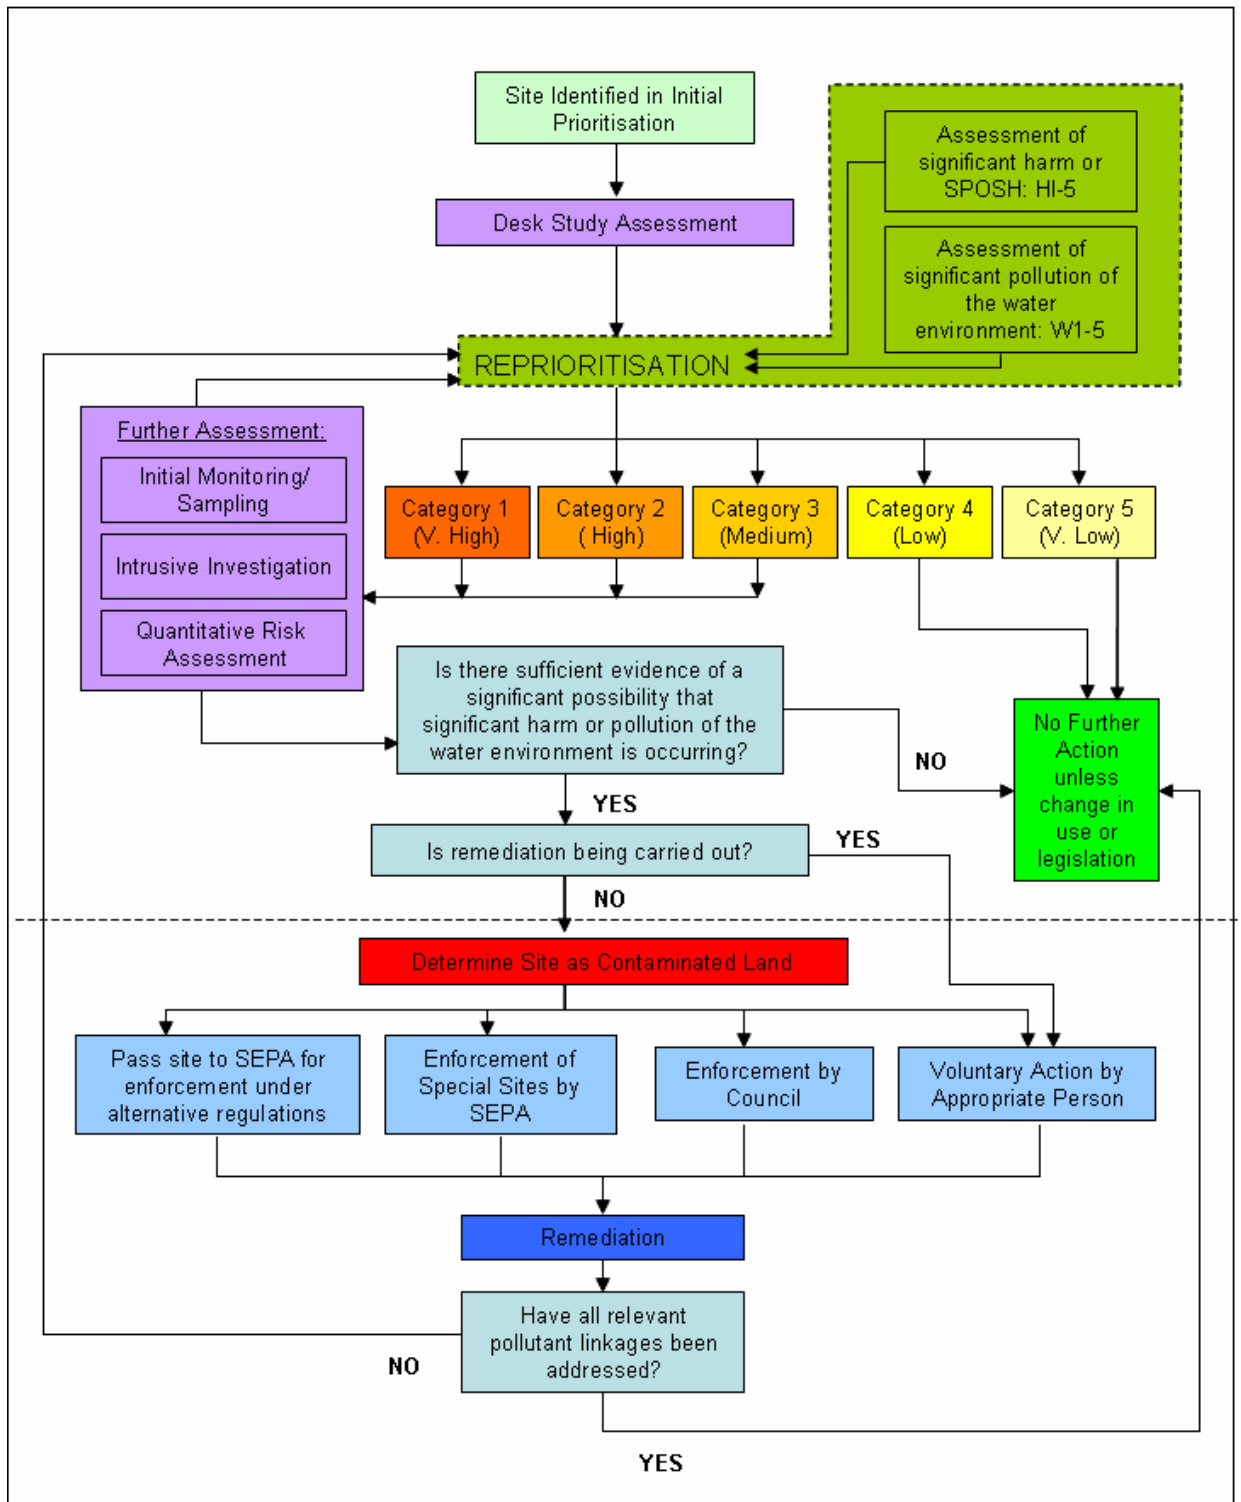 Site Identified in Initial
Prioritisation
Assessment of
significant harm or
SPOSH: HI-5
Desk Study Assessment
Assessment of
significant pollution of
the water
environment: W1-5
REPRIORITISATION
Further Assessment:
Initial Monitoring/
Sampling
Intrusive Investigation
Quantitative Risk
Assessment
Category 1
(V. High)
Category 2
( High)
Category 3
(Medium)
Category 4
(Low)
Category 5
(V. Low)
Is there sufficient evidence of a
significant possibility that
significant harm or pollution of the
water environment is occurring?
NO
No Further
Action
unless
change in
use or
legislation
YES
Is remediation being carried out?
YES
NO
Determine Site as Contaminated Land
Pass site to SEPA for
enforcement under
alternative regulations
Enforcement of
Special Sites by
SEPA
Enforcement by
Council
Voluntary Action by
Appropriate Person
Remediation
Have all relevant
pollutant linkages been
addressed?
NO
YES